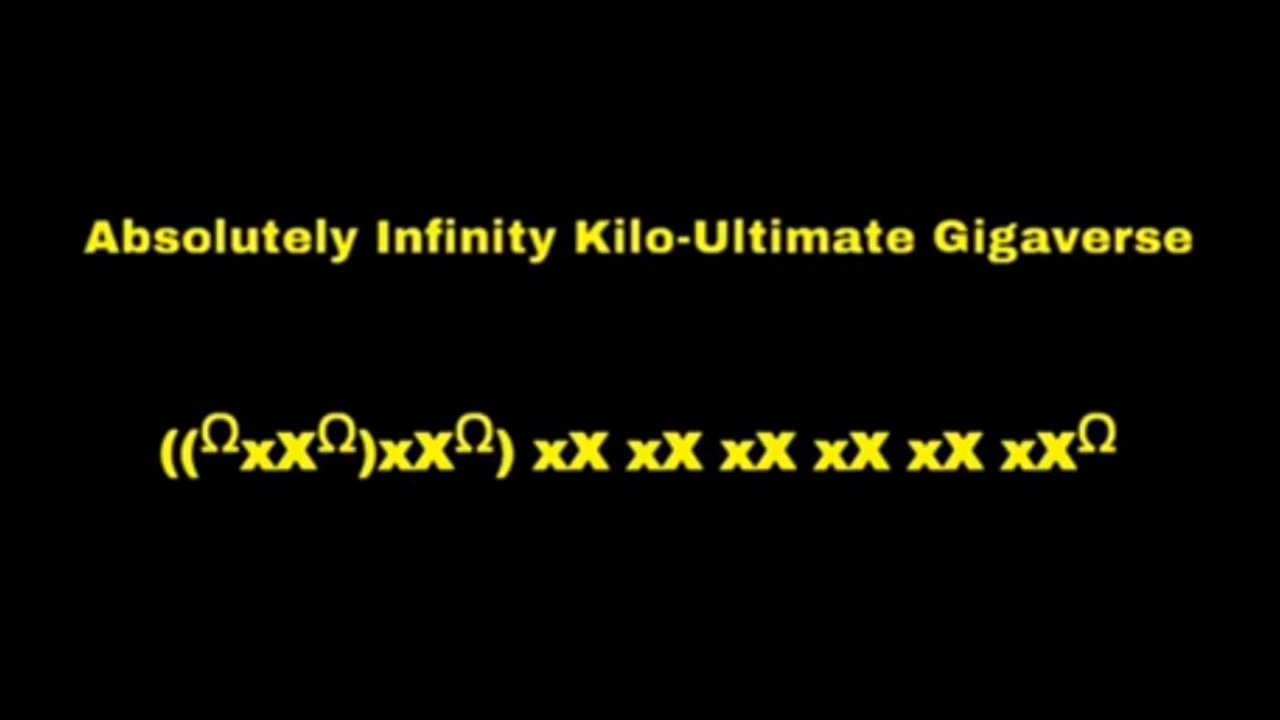 Absolutely Infinity Kilo-Ultimate Gigaverse
((ΩxXΩ)xXΩ) xX xX xX xX xX xXΩ